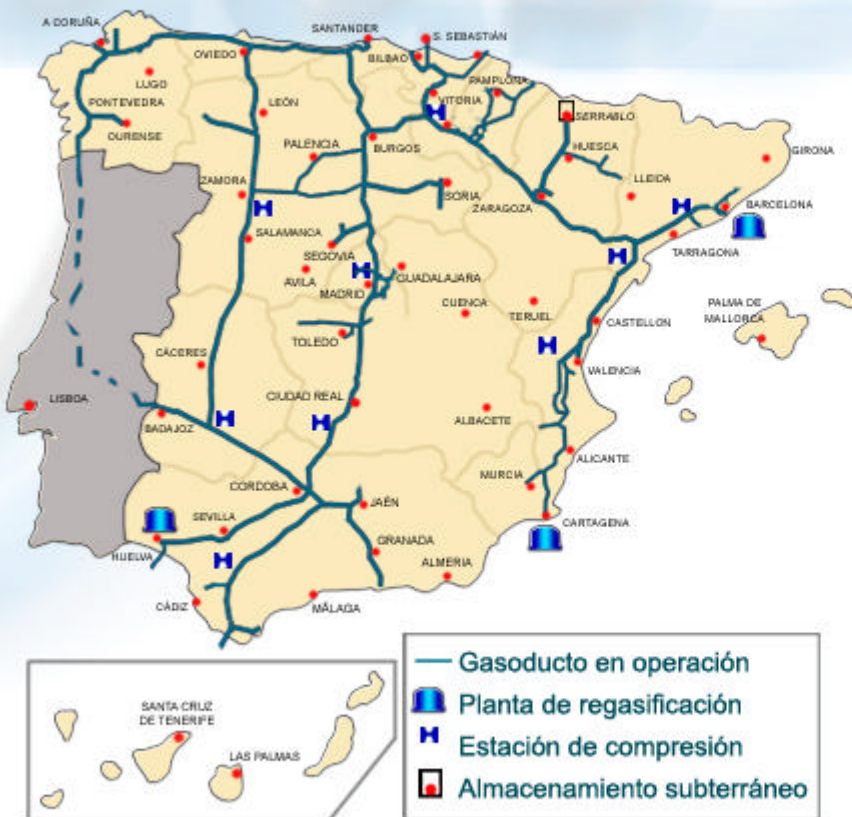 A CORUÑA
SANTANDER
S. SEBASTIÁN
OVIEDO
BILBAO
LUGO
PAMPLONA
PONTEVEDRA
LEÓN
VITORIA
OURENSE
SERRABLO
PALENCIA
BURGOS
HUESCA
GIRONA
ZAMORA
SORIA
LLEIDA
ZARAGOZA
BARCELONA
SALAMANCA
SEGOVIA
TARRAGONA
AVILA
GUADALAJARA
MADRID
CUENCA
TERUEL
PALMA DE
MALLORCA
CASTELLON
TOLEDO
CÁCERES
VALENCIA
LISBOA
CIUDAD REAL
BADAJOZ
ALBACETE
ALICANTE
MURCIA
CORDOBA
JAÉN
SEVILLA
CARTAGENA
HUELVA
GRANADA
ALMERIA
CÁDIZ
MÁLAGA
SANTA CRUZ
DE TENERIFE
LAS PALMAS
Gasoducto en operación
Planta de regasificación
Estación de compresión
Almacenamiento subterráneo